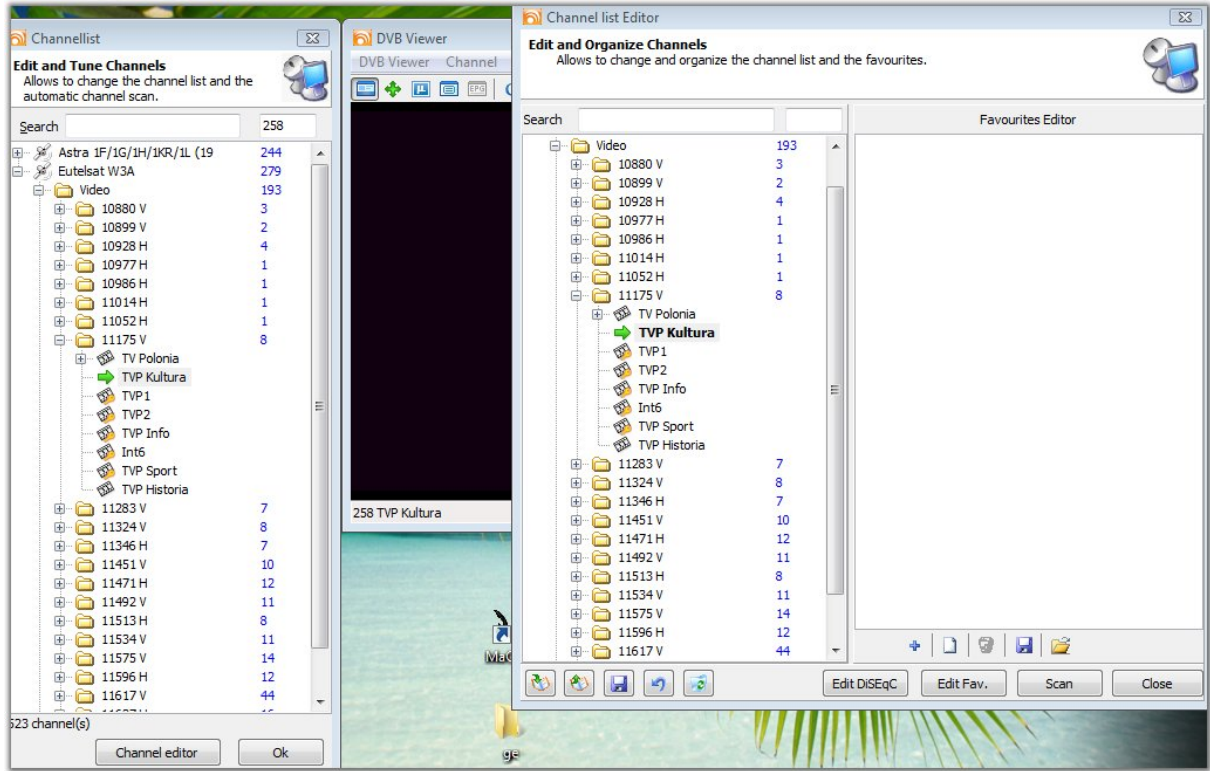 Channellist
Edit and Tune Channels
Allows to change the channel list and the
automatic channel scan.
Search 258
Astra 1F/1G/1H/1KR/1L (19 244
Eutelsat W3A 279
Video 193
10880 V 3
10899 V 2
10928 H 4
10977 H 1
10986 H 1
11014 H 1
11052 H 1
11175 V 8
TV Polonia
TVP Kultura
TVP1
TVP2
TVP Info
Int6
TVP Sport
TVP Historia
11283 V 7
11324 V 8
11346 H 7
11451 V 10
11471 H 12
11492 V 11
11513 H 8
11534 V 11
11575 V 14
11596 H 12
11617 V 44
523 channel(s)
Channel editor Ok
DVB Viewer
DVB Viewer Channel
EPG
258 TVP Kultura
ge
Channel list Editor
Edit and Organize Channels
Allows to change and organize the channel list and the favourites.
Search
Favourites Editor
Video 193
10880 V 3
10899 V 2
10928 H 4
10977 H 1
10986 H 1
11014 H 1
11052 H 1
11175 V 8
TV Polonia
TVP Kultura
TVP1
TVP2
TVP Info
Int6
TVP Sport
TVP Historia
11283 V 7
11324 V 8
11346 H 7
11451 V 10
11471 H 12
11492 V 11
11513 H 8
11534 V 11
11575 V 14
11596 H 12
11617 V 44
Edit DiSEqC Edit Fav. Scan Close